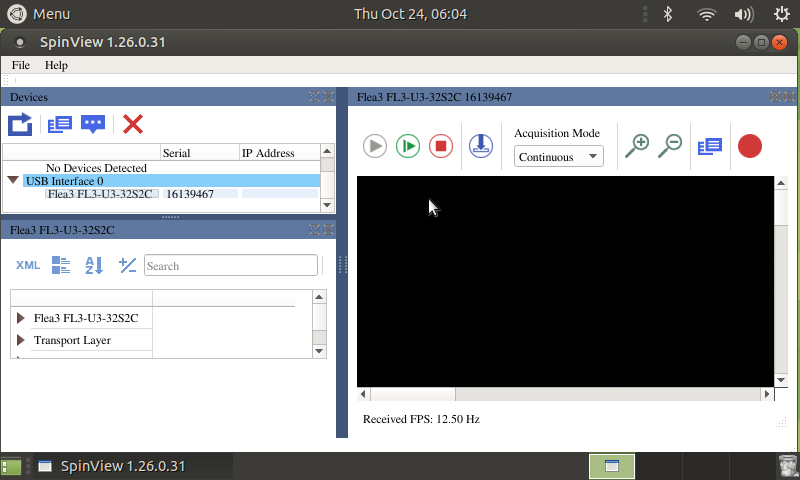 Menu
Thu Oct 24, 06:04
SpinView 1.26.0.31
File Help
Devices
Serial IP Address
No Devices Detected
USB Interface 0
Flea3 FL3-U3-32S2C 16139467
Flea3 FL3-U3-32S2C
XML
A
Z
Search
Flea3 FL3-U3-32S2C
Transport Layer
Flea3 FL3-U3-32S2C 16139467
Acquisition Mode
Continuous
Received FPS: 12.50 Hz
SpinView 1.26.0.31